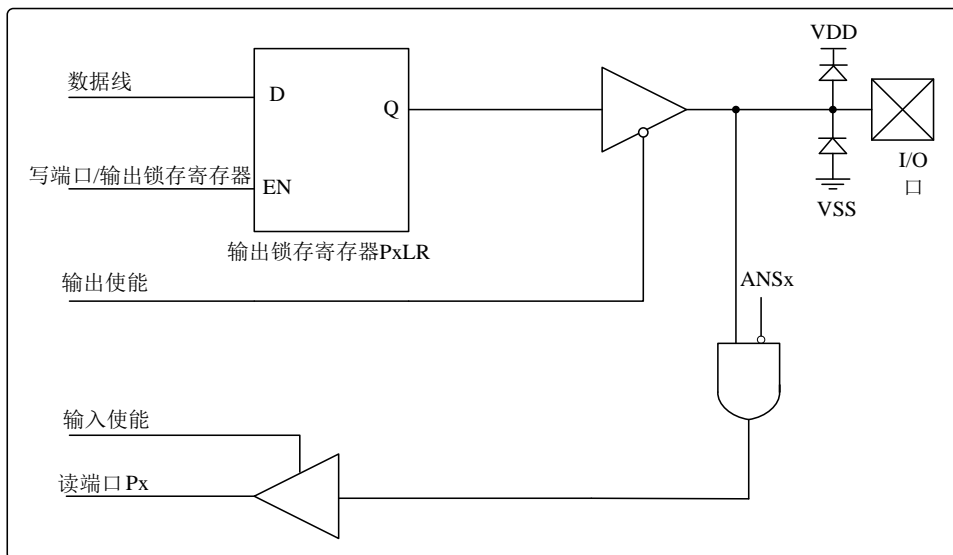 VDD
数据线
D
Q
I/O
口
写端口/输出锁存寄存器
EN
VSS
输出锁存寄存器PxLR
输出使能
ANSx
输入使能
读端口Px